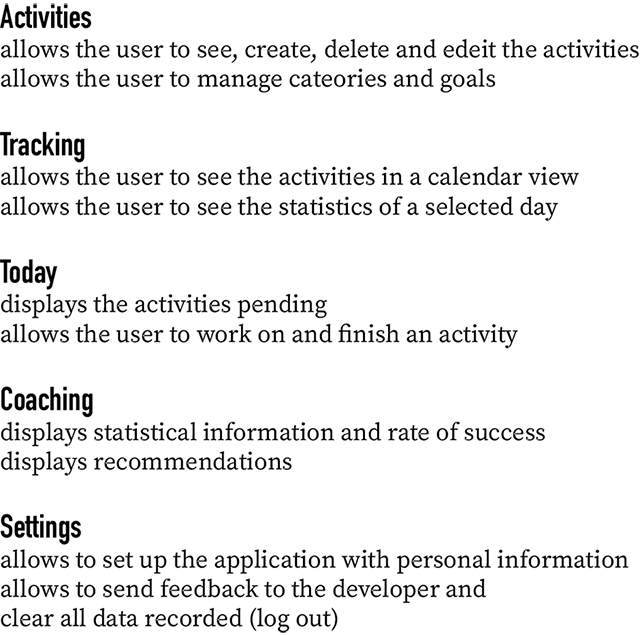 Activities
allows the user to see, create, delete and edeit the activities
allows the user to manage cateories and goals
Tracking
allows the user to see the activities in a calendar view
allows the user to see the statistics of a selected day
Today
displays the activities pending
allows the user to work on and finish an activity
Coaching
displays statistical information and rate of success
displays recommendations
Settings
allows to set up the application with personal information
allows to send feedback to the developer and
clear all data recorded (log out)